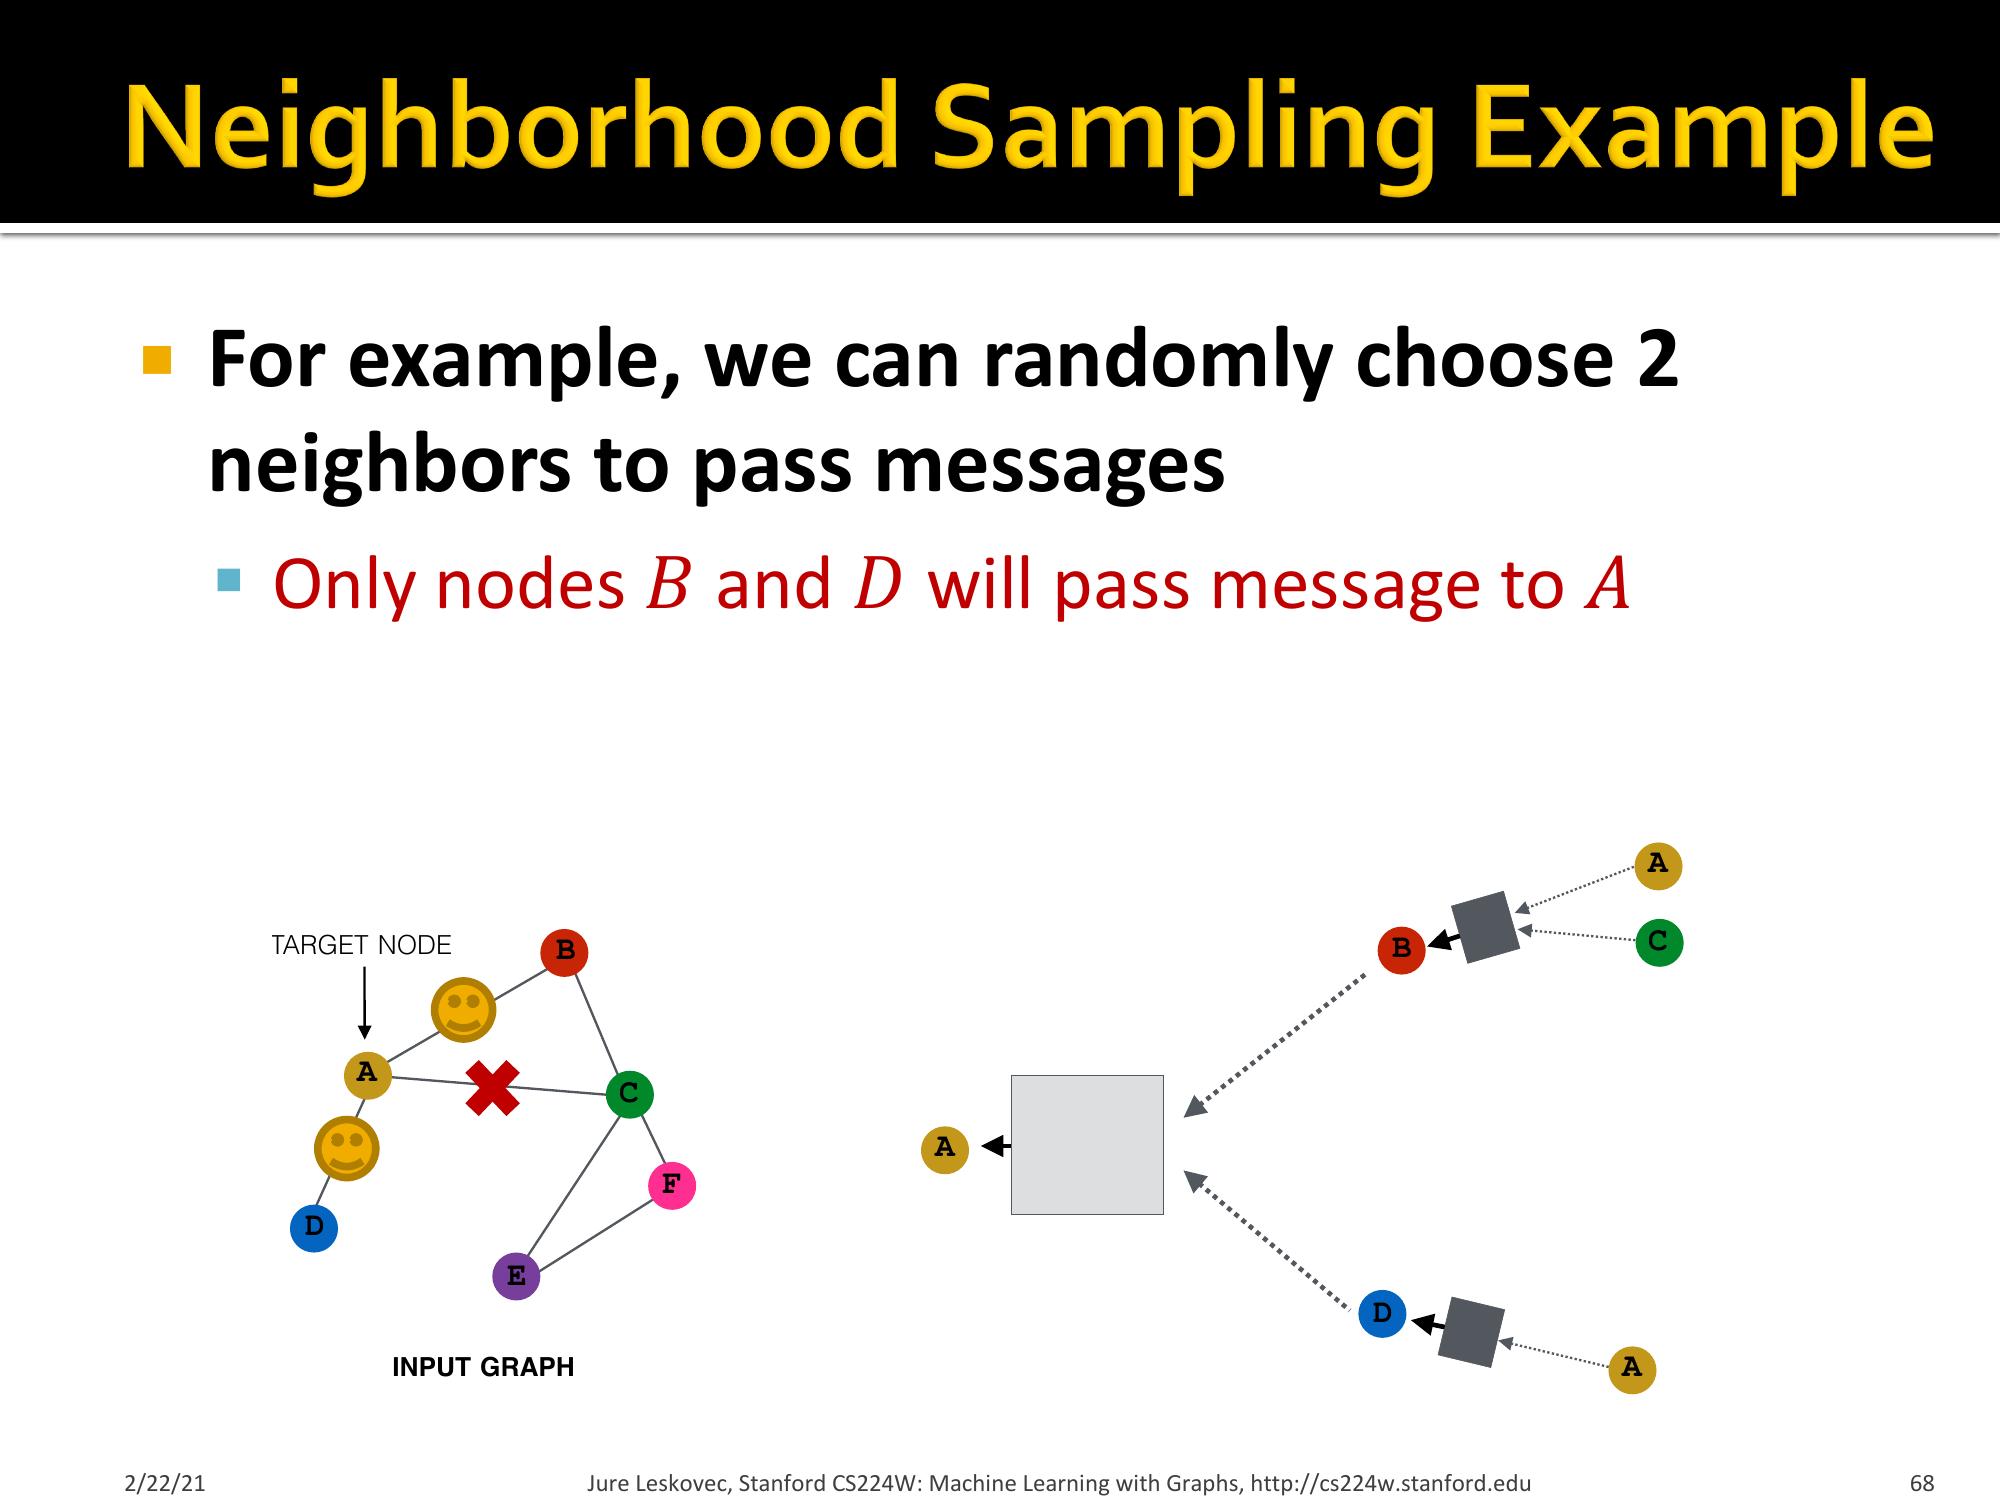 Neighborhood Sampling Example
For example, we can randomly choose 2
neighbors to pass messages
Only nodes B and D will pass message to A
TARGET NODE
B
A
C
F
D
E
INPUT GRAPH
A
B
A
C
D
A
2/22/21
Jure Leskovec, Stanford CS224W: Machine Learning with Graphs, http://cs224w.stanford.edu
68